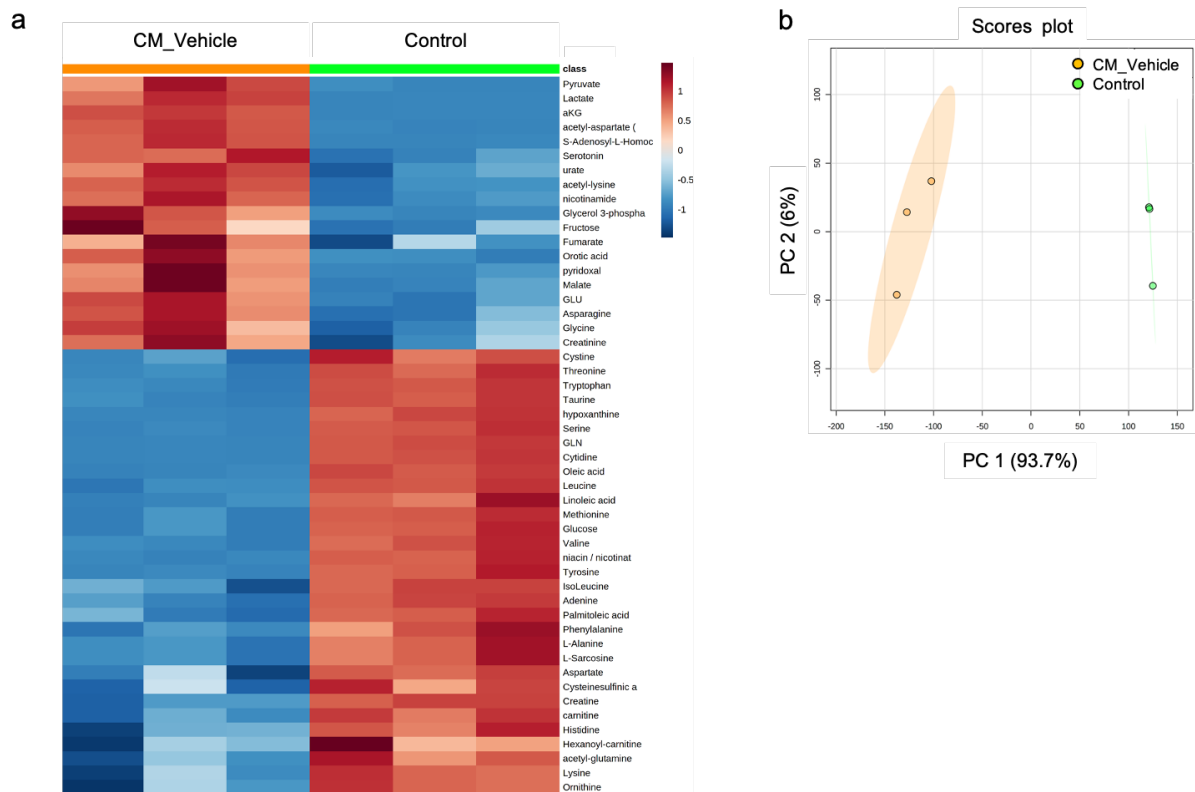 a
CM_Vehicle
Control
class
Pyruvate
Lactate
aKG
acetyl-aspartate (
S-Adenosyl-L-Homoc
Serotonin
urate
acetyl-lysine
nicotinamide
Glycerol 3-phospha
Fructose
Fumarate
Orotic acid
pyridoxal
Malate
GLU
Asparagine
Glycine
Creatinine
Cystine
Threonine
Tryptophan
Taurine
hypoxanthine
Serine
GLN
Cytidine
Oleic acid
Leucine
Linoleic acid
Methionine
Glucose
Valine
niacin / nicotinat
Tyrosine
IsoLeucine
Adenine
Palmitoleic acid
Phenylalanine
L-Alanine
L-Sarcosine
Aspartate
Cysteinesulfinic a
Creatine
carnitine
Histidine
Hexanoyl-carnitine
acetyl-glutamine
Lysine
Ornithine
1
0.5
0
-0.5
-1
b
Scores plot
CM_Vehicle
Control
PC 2 (6%)
100
50
0
-50
-100
-200
-150
-100
-50
0
50
100
150
PC 1 (93.7%)